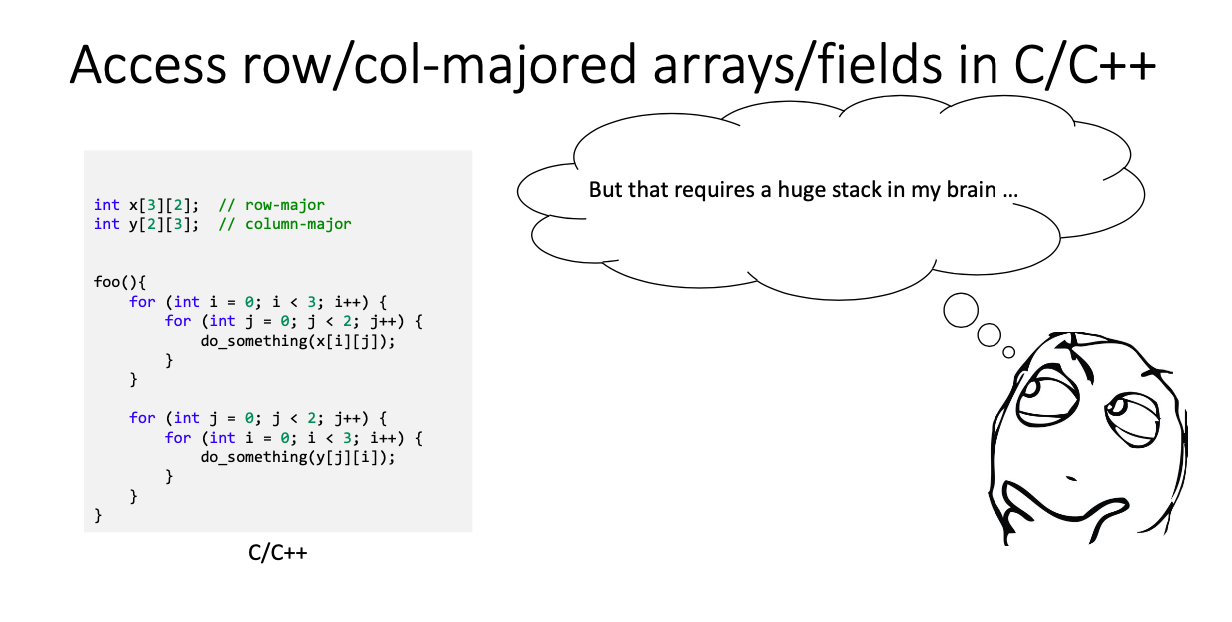 Access row/col-majored arrays/fields in C/C++
But that requires a huge stack in my brain ...
int x[3][2];  // row-major
int y[2][3];  // column-major
foo(){
    for (int i = 0; i < 3; i++) {
        for (int j = 0; j < 2; j++) {
            do_something(x[i][j]);
        }
    }
    for (int j = 0; j < 2; j++) {
        for (int i = 0; i < 3; i++) {
            do_something(y[j][i]);
        }
    }
}
C/C++